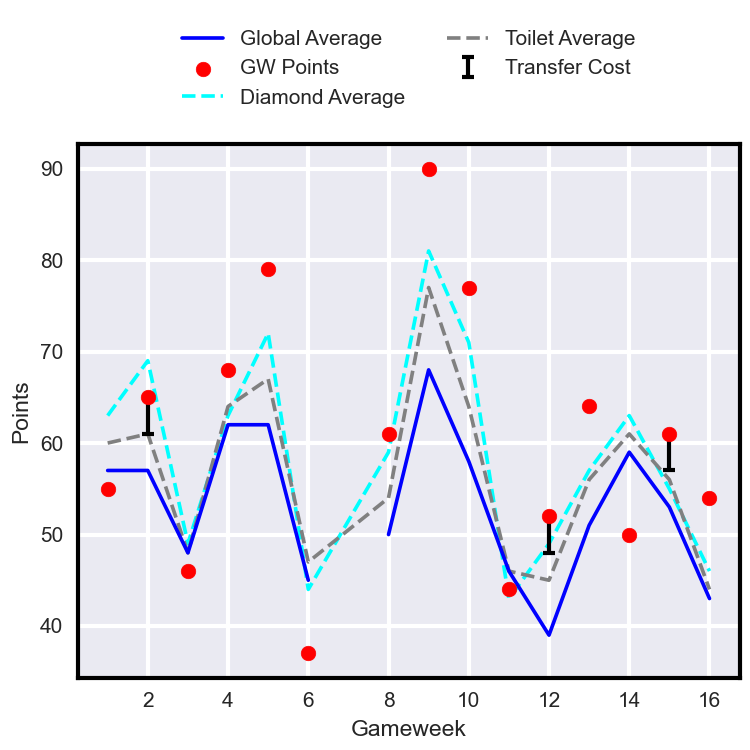 Global Average
GW Points
Diamond Average
Toilet Average
Transfer Cost
90
80
70
60
50
40
Points
2 4 6 8 10 12 14 16
Gameweek